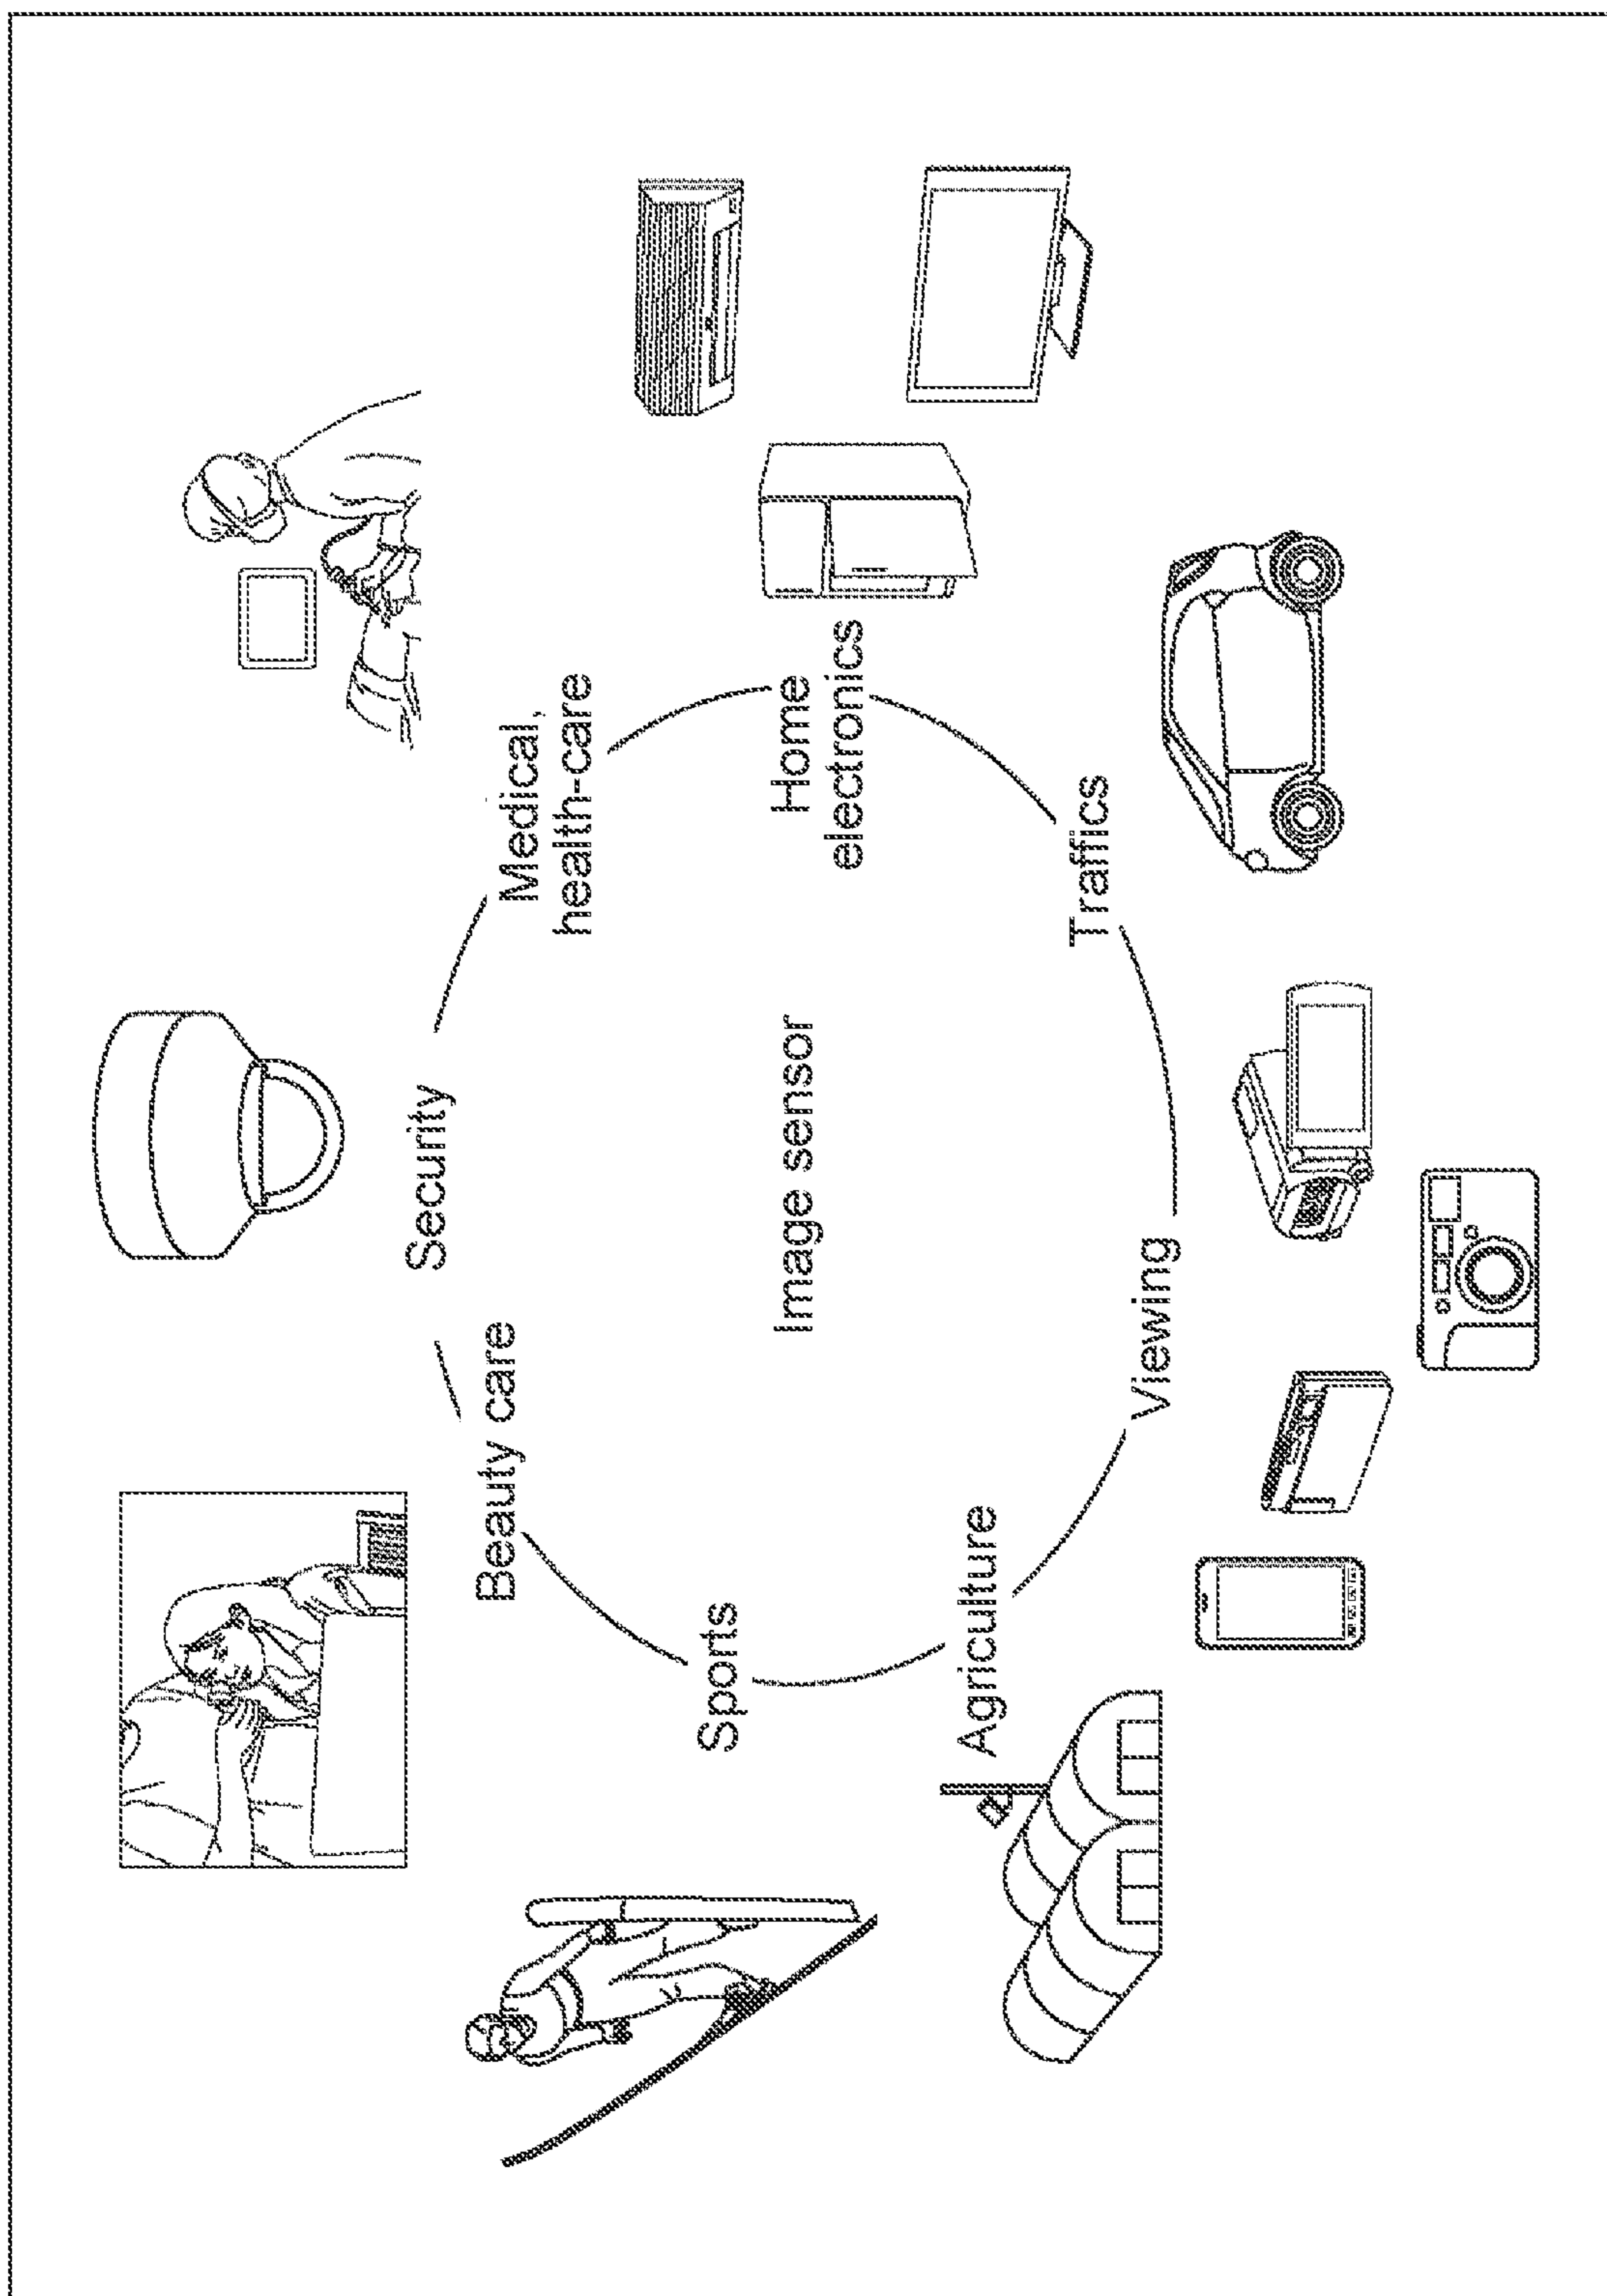 Security
Beauty care
Medical,
health-care
Sports
Image sensor
Home
electronics
Agriculture
Traffics
Viewing